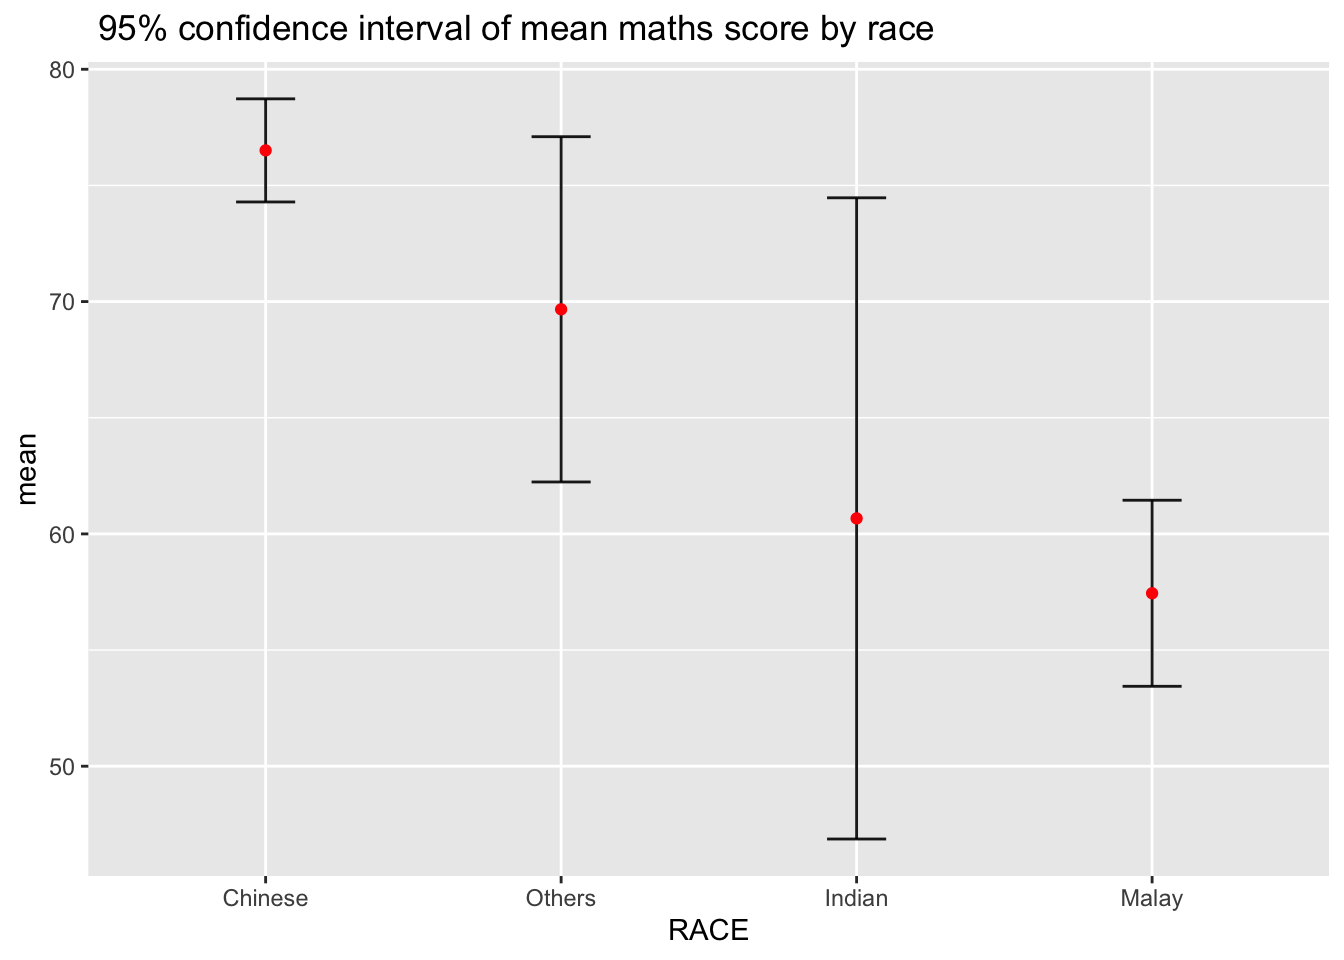 95% confidence interval of mean maths score by race
80
70
60
50
mean
Chinese Others Indian Malay
RACE